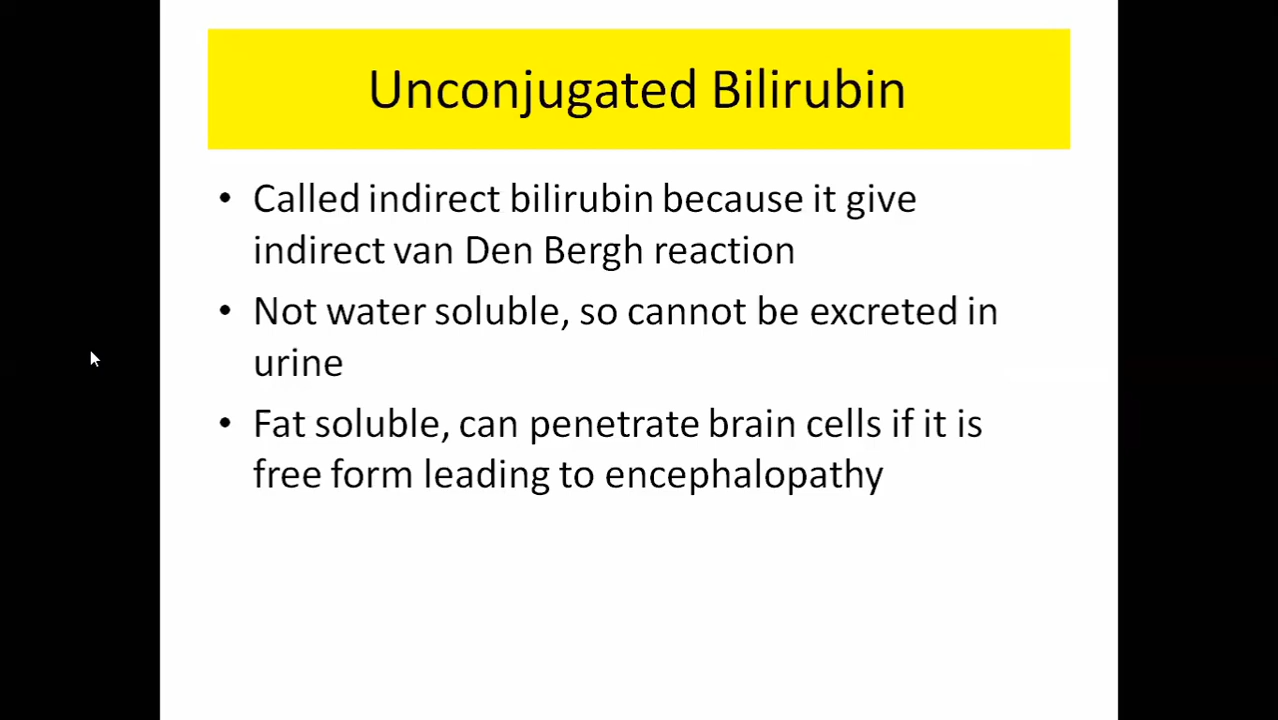 Unconjugated Bilirubin
• Called indirect bilirubin because it give
indirect van Den Bergh reaction
• Not water soluble, so cannot be excreted in
urine
• Fat soluble, can penetrate brain cells if it is
free form leading to encephalopathy